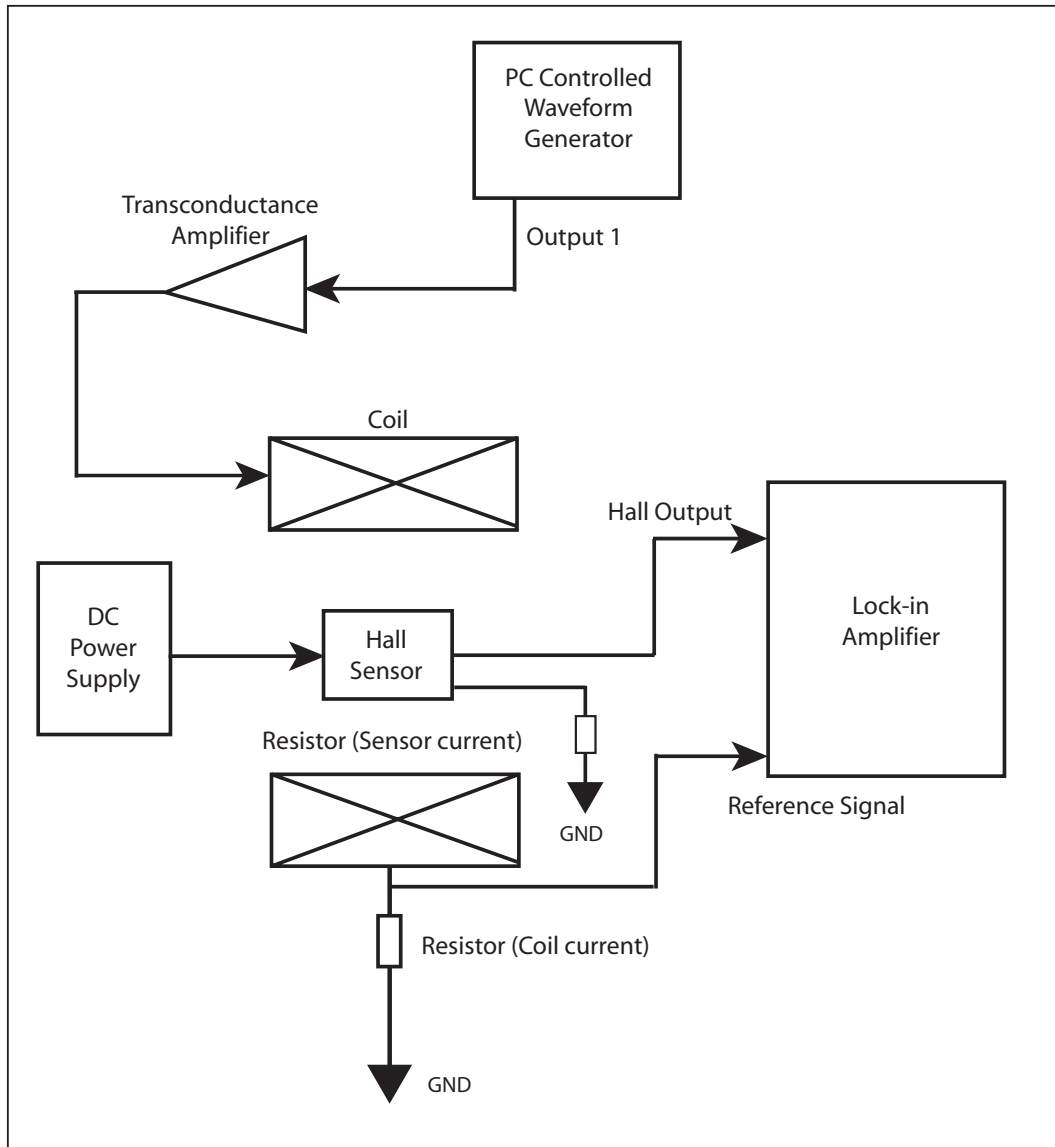 PC Controlled
Waveform
Generator
Transconductance
Amplifier
Output 1
Coil
Hall Output
DC
Power
Supply
Hall
Sensor
Lock-in
Amplifier
Resistor (Sensor current)
GND
Reference Signal
Resistor (Coil current)
GND